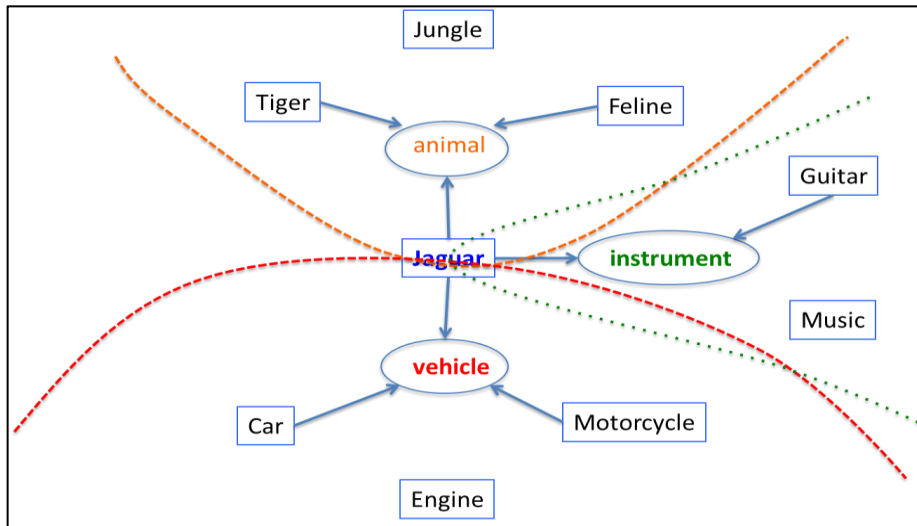 Jungle
Tiger
Feline
animal
Guitar
Jaguar
instrument
Music
vehicle
Car
Motorcycle
Engine